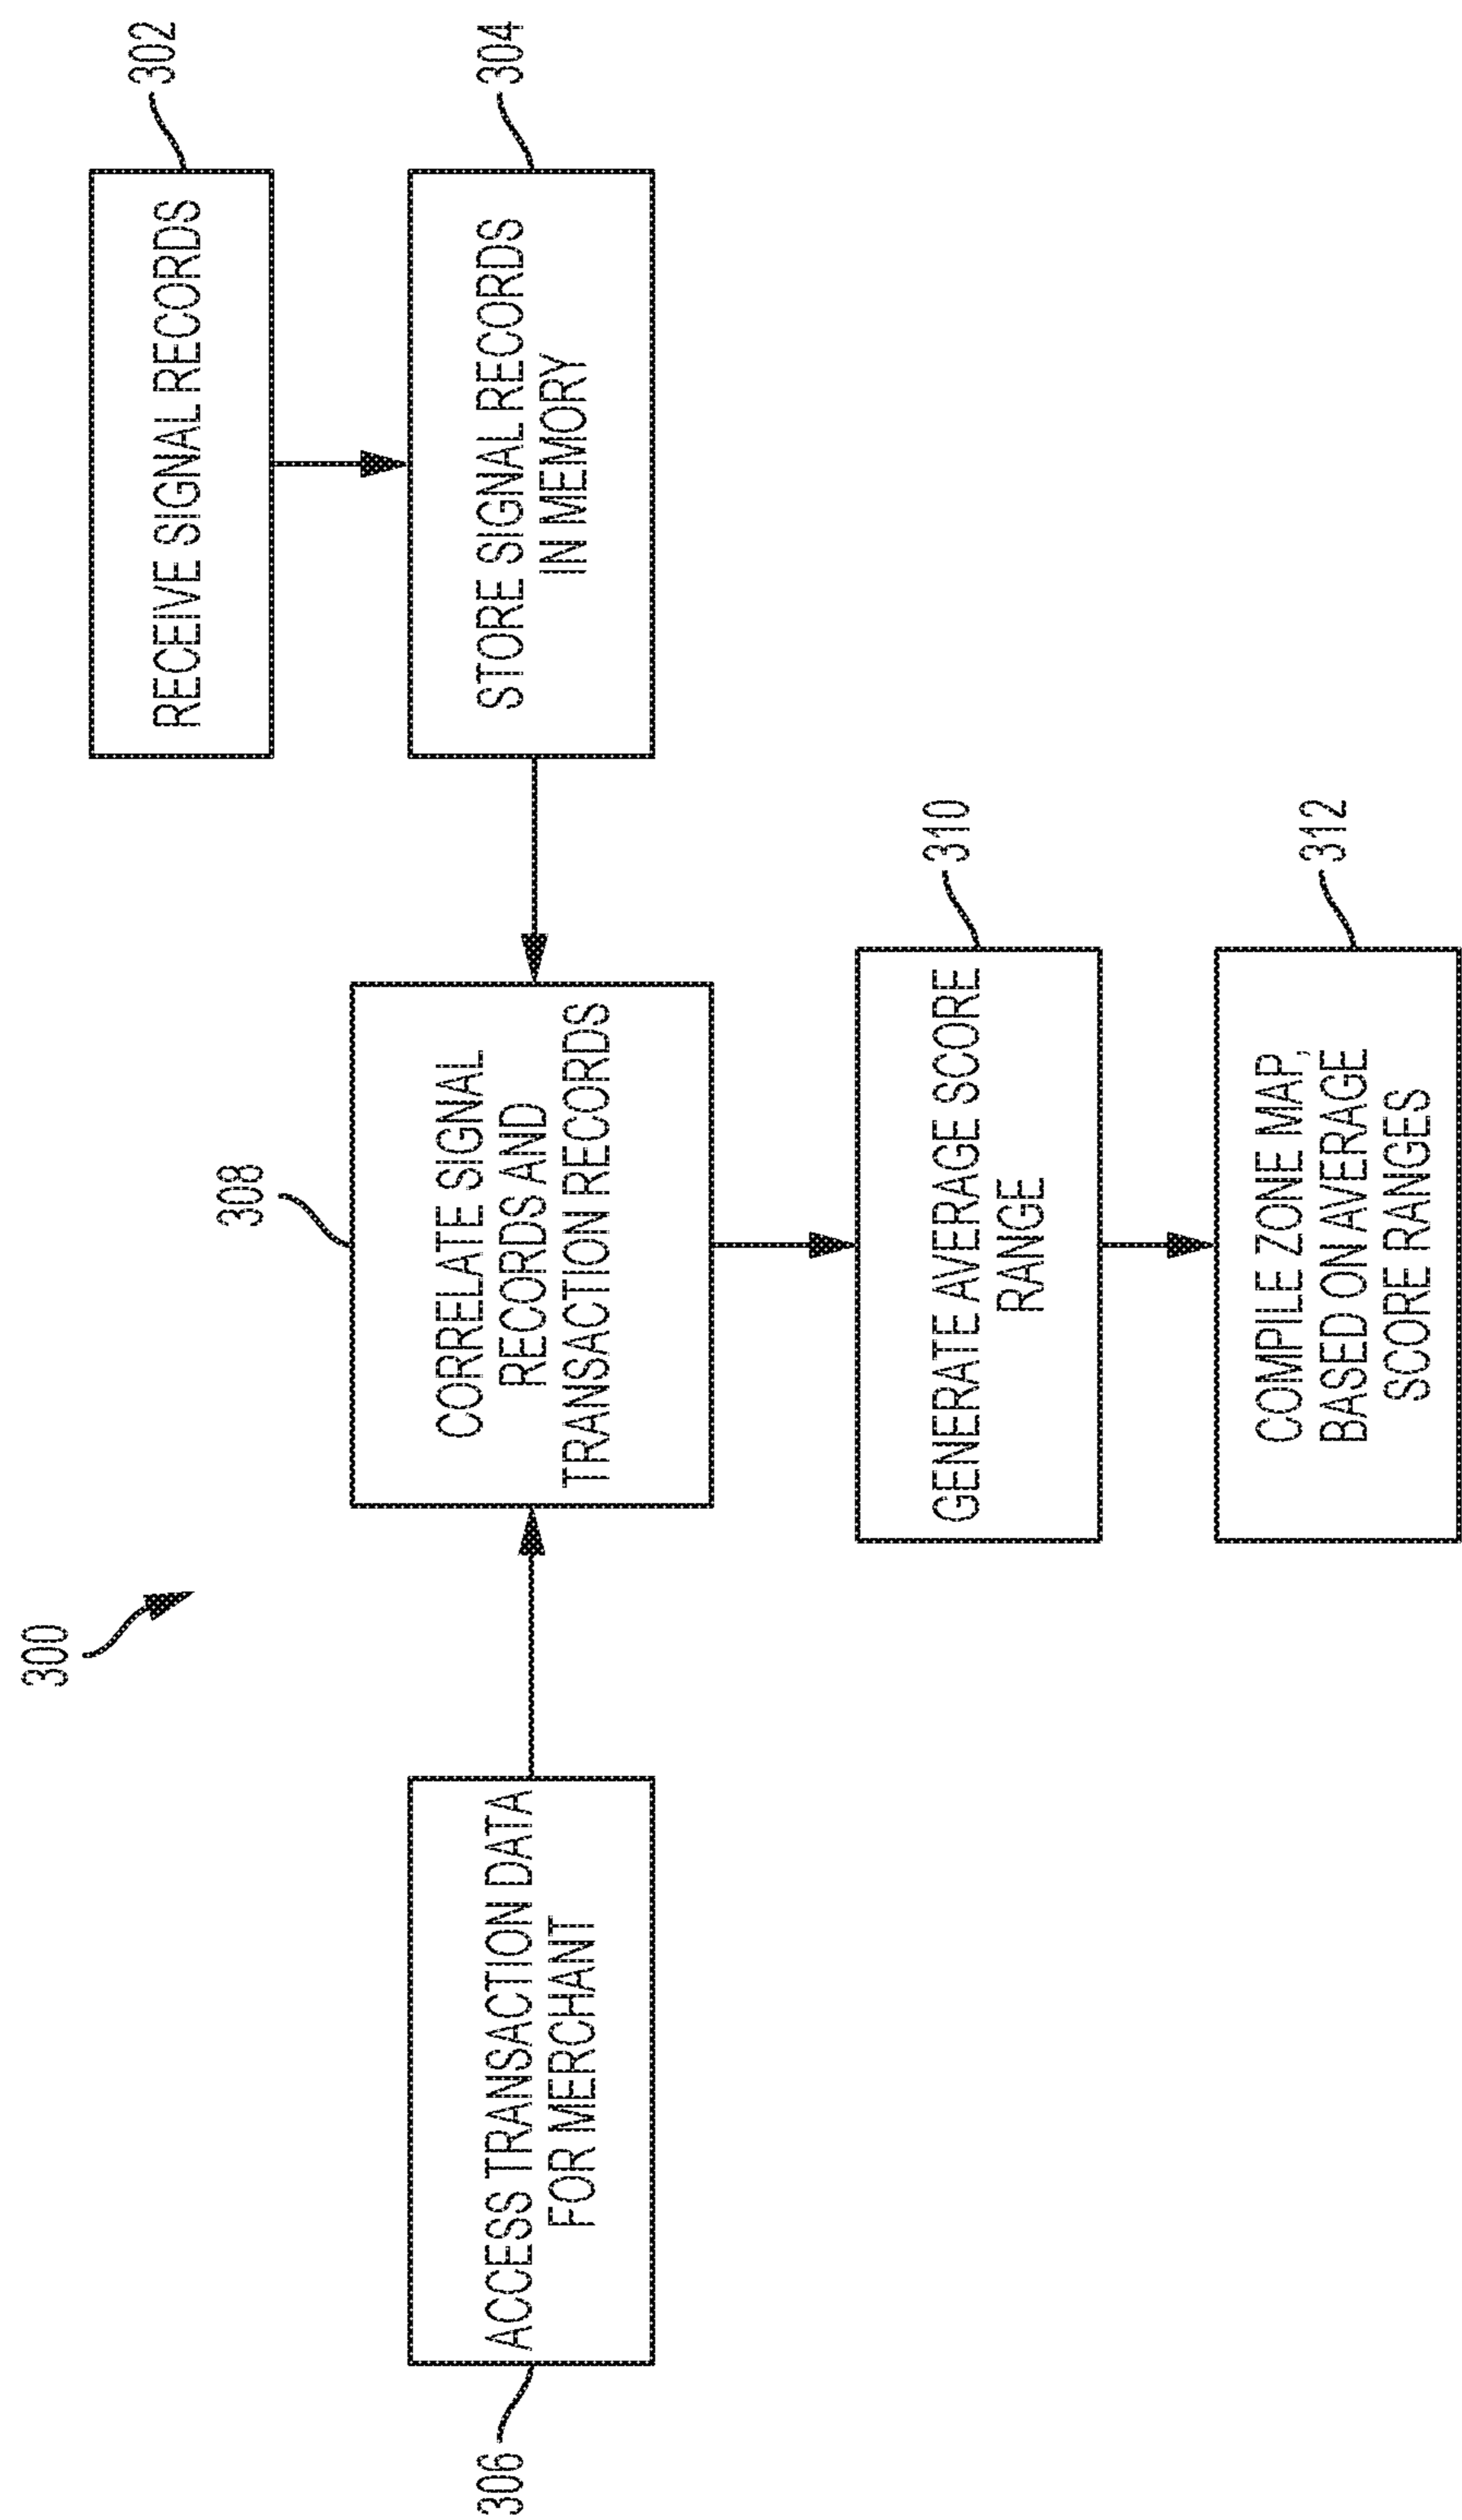 300
302
RECEIVE SIGNAL RECORDS
304
STORE SIGNAL RECORDS
IN MEMORY
306
ACCESS TRANSACTION DATA
FOR MERCHANT
308
CORRELATE SIGNAL
RECORDS AND
TRANSACTION RECORDS
310
GENERATE AVERAGE SCORE
RANGE
312
COMPILE ZONE MAP,
BASED ON AVERAGE
SCORE RANGES